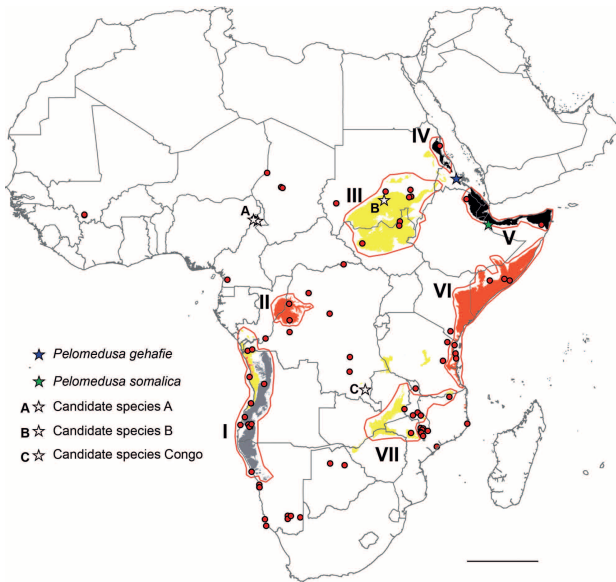 IV
A
III
B
V
VI
II
C
I
VII
Pelomedusa gehafie
Pelomedusa somalica
A Candidate species A
B Candidate species B
C Candidate species Congo